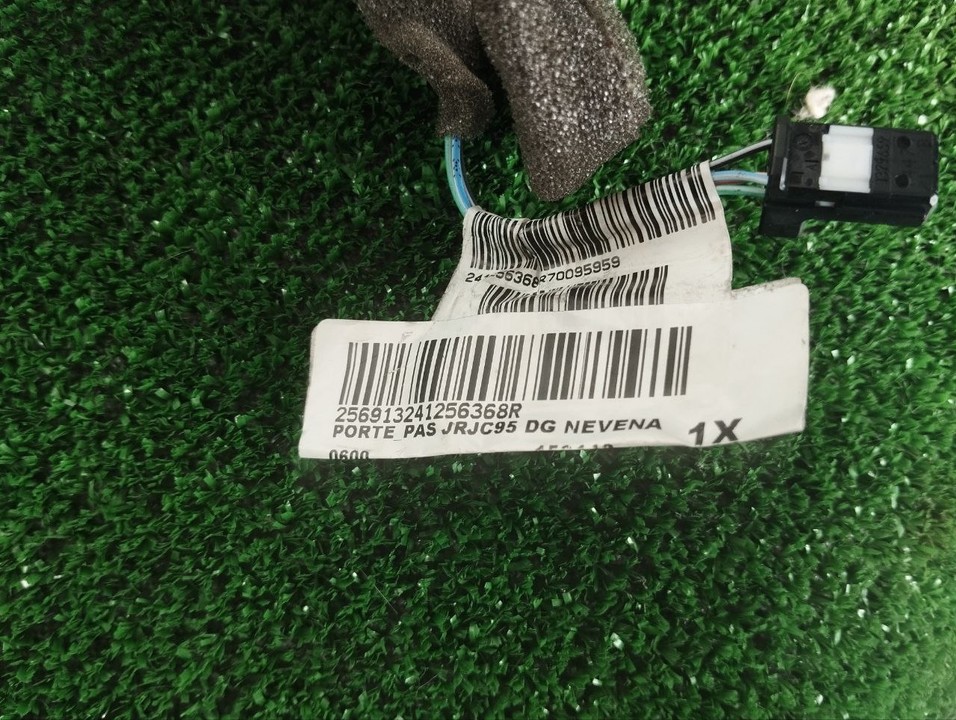 256913241256368R
PORTE PAS JRJC95 DG NEVENA
1X
0600